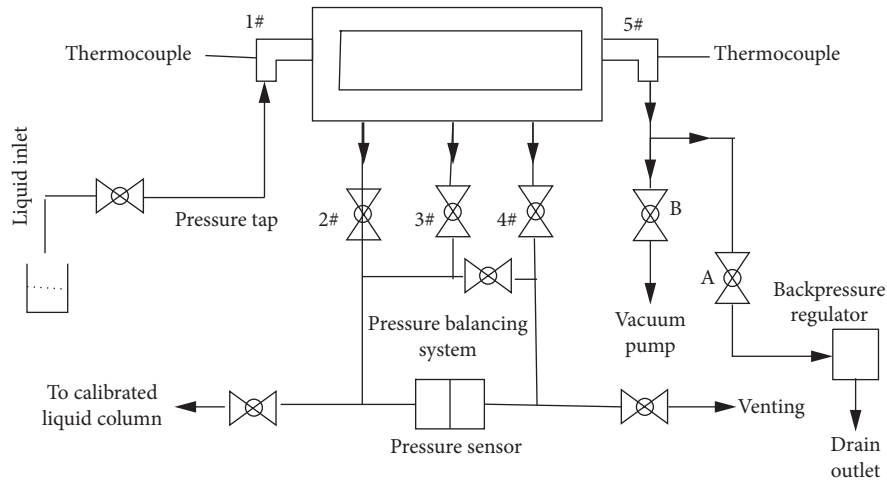 1#
5#
Thermocouple
Thermocouple
Liquid inlet
Pressure tap
2#
3#
4#
B
A
Backpressure
regulator
Pressure balancing
system
Vacuum
pump
To calibrated
liquid column
Pressure sensor
Venting
Drain
outlet